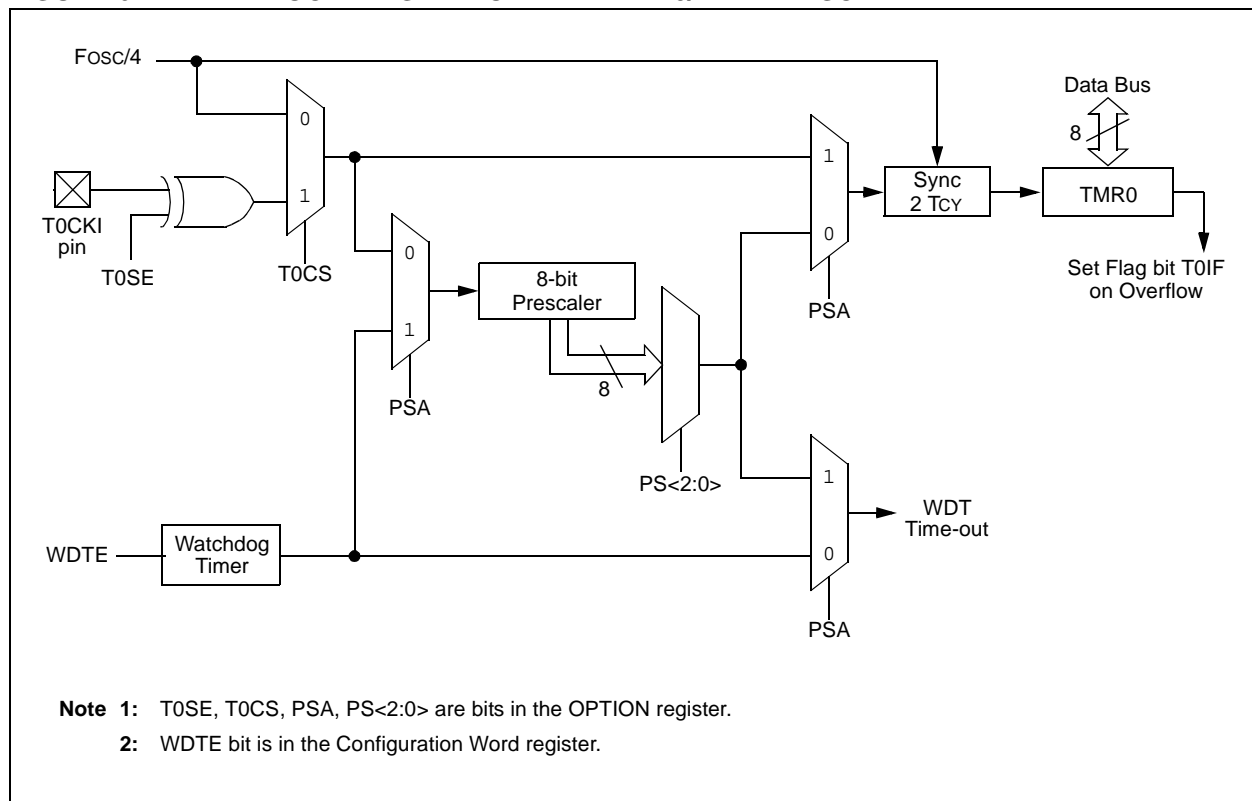 FOSC/4
Data Bus
0
8
1
1
Sync
2 TCY
TMR0
T0CKI
pin
T0SE
T0CS
0
0
8-bit
Prescaler
PSA
Set Flag bit T0IF
on Overflow
1
8
PSA
PS<2:0>
1
WDT
Time-out
WDTE
Watchdog
Timer
0
PSA
Note 1: T0SE, T0CS, PSA, PS<2:0> are bits in the OPTION register.
2: WDTE bit is in the Configuration Word register.